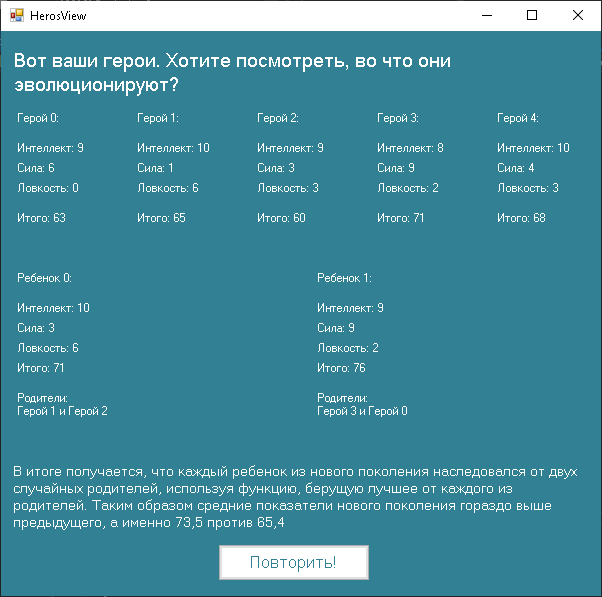 HerosView
Вот ваши герои. Хотите посмотреть, во что они
эволюционируют?
Герой 0: Герой 1: Герой 2: Герой 3: Герой 4:
Интеллект: 9 Интеллект: 10 Интеллект: 9 Интеллект: 8 Интеллект: 10
Сила: 6 Сила: 1 Сила: 3 Сила: 9 Сила: 4
Ловкость: 0 Ловкость: 6 Ловкость: 3 Ловкость: 2 Ловкость: 3
Итого: 63 Итого: 65 Итого: 60 Итого: 71 Итого: 68
Ребенок 0: Ребенок 1:
Интеллект: 10 Интеллект: 9
Сила: 3 Сила: 9
Ловкость: 6 Ловкость: 2
Итого: 71 Итого: 76
Родители: Родители:
Герой 1 и Герой 2 Герой 3 и Герой 0
В итоге получается, что каждый ребенок из нового поколения наследовался от двух
случайных родителей, используя функцию, берущую лучшее от каждого из
родителей. Таким образом средние показатели нового поколения гораздо выше
предыдущего, а именно 73,5 против 65,4
Повторить!